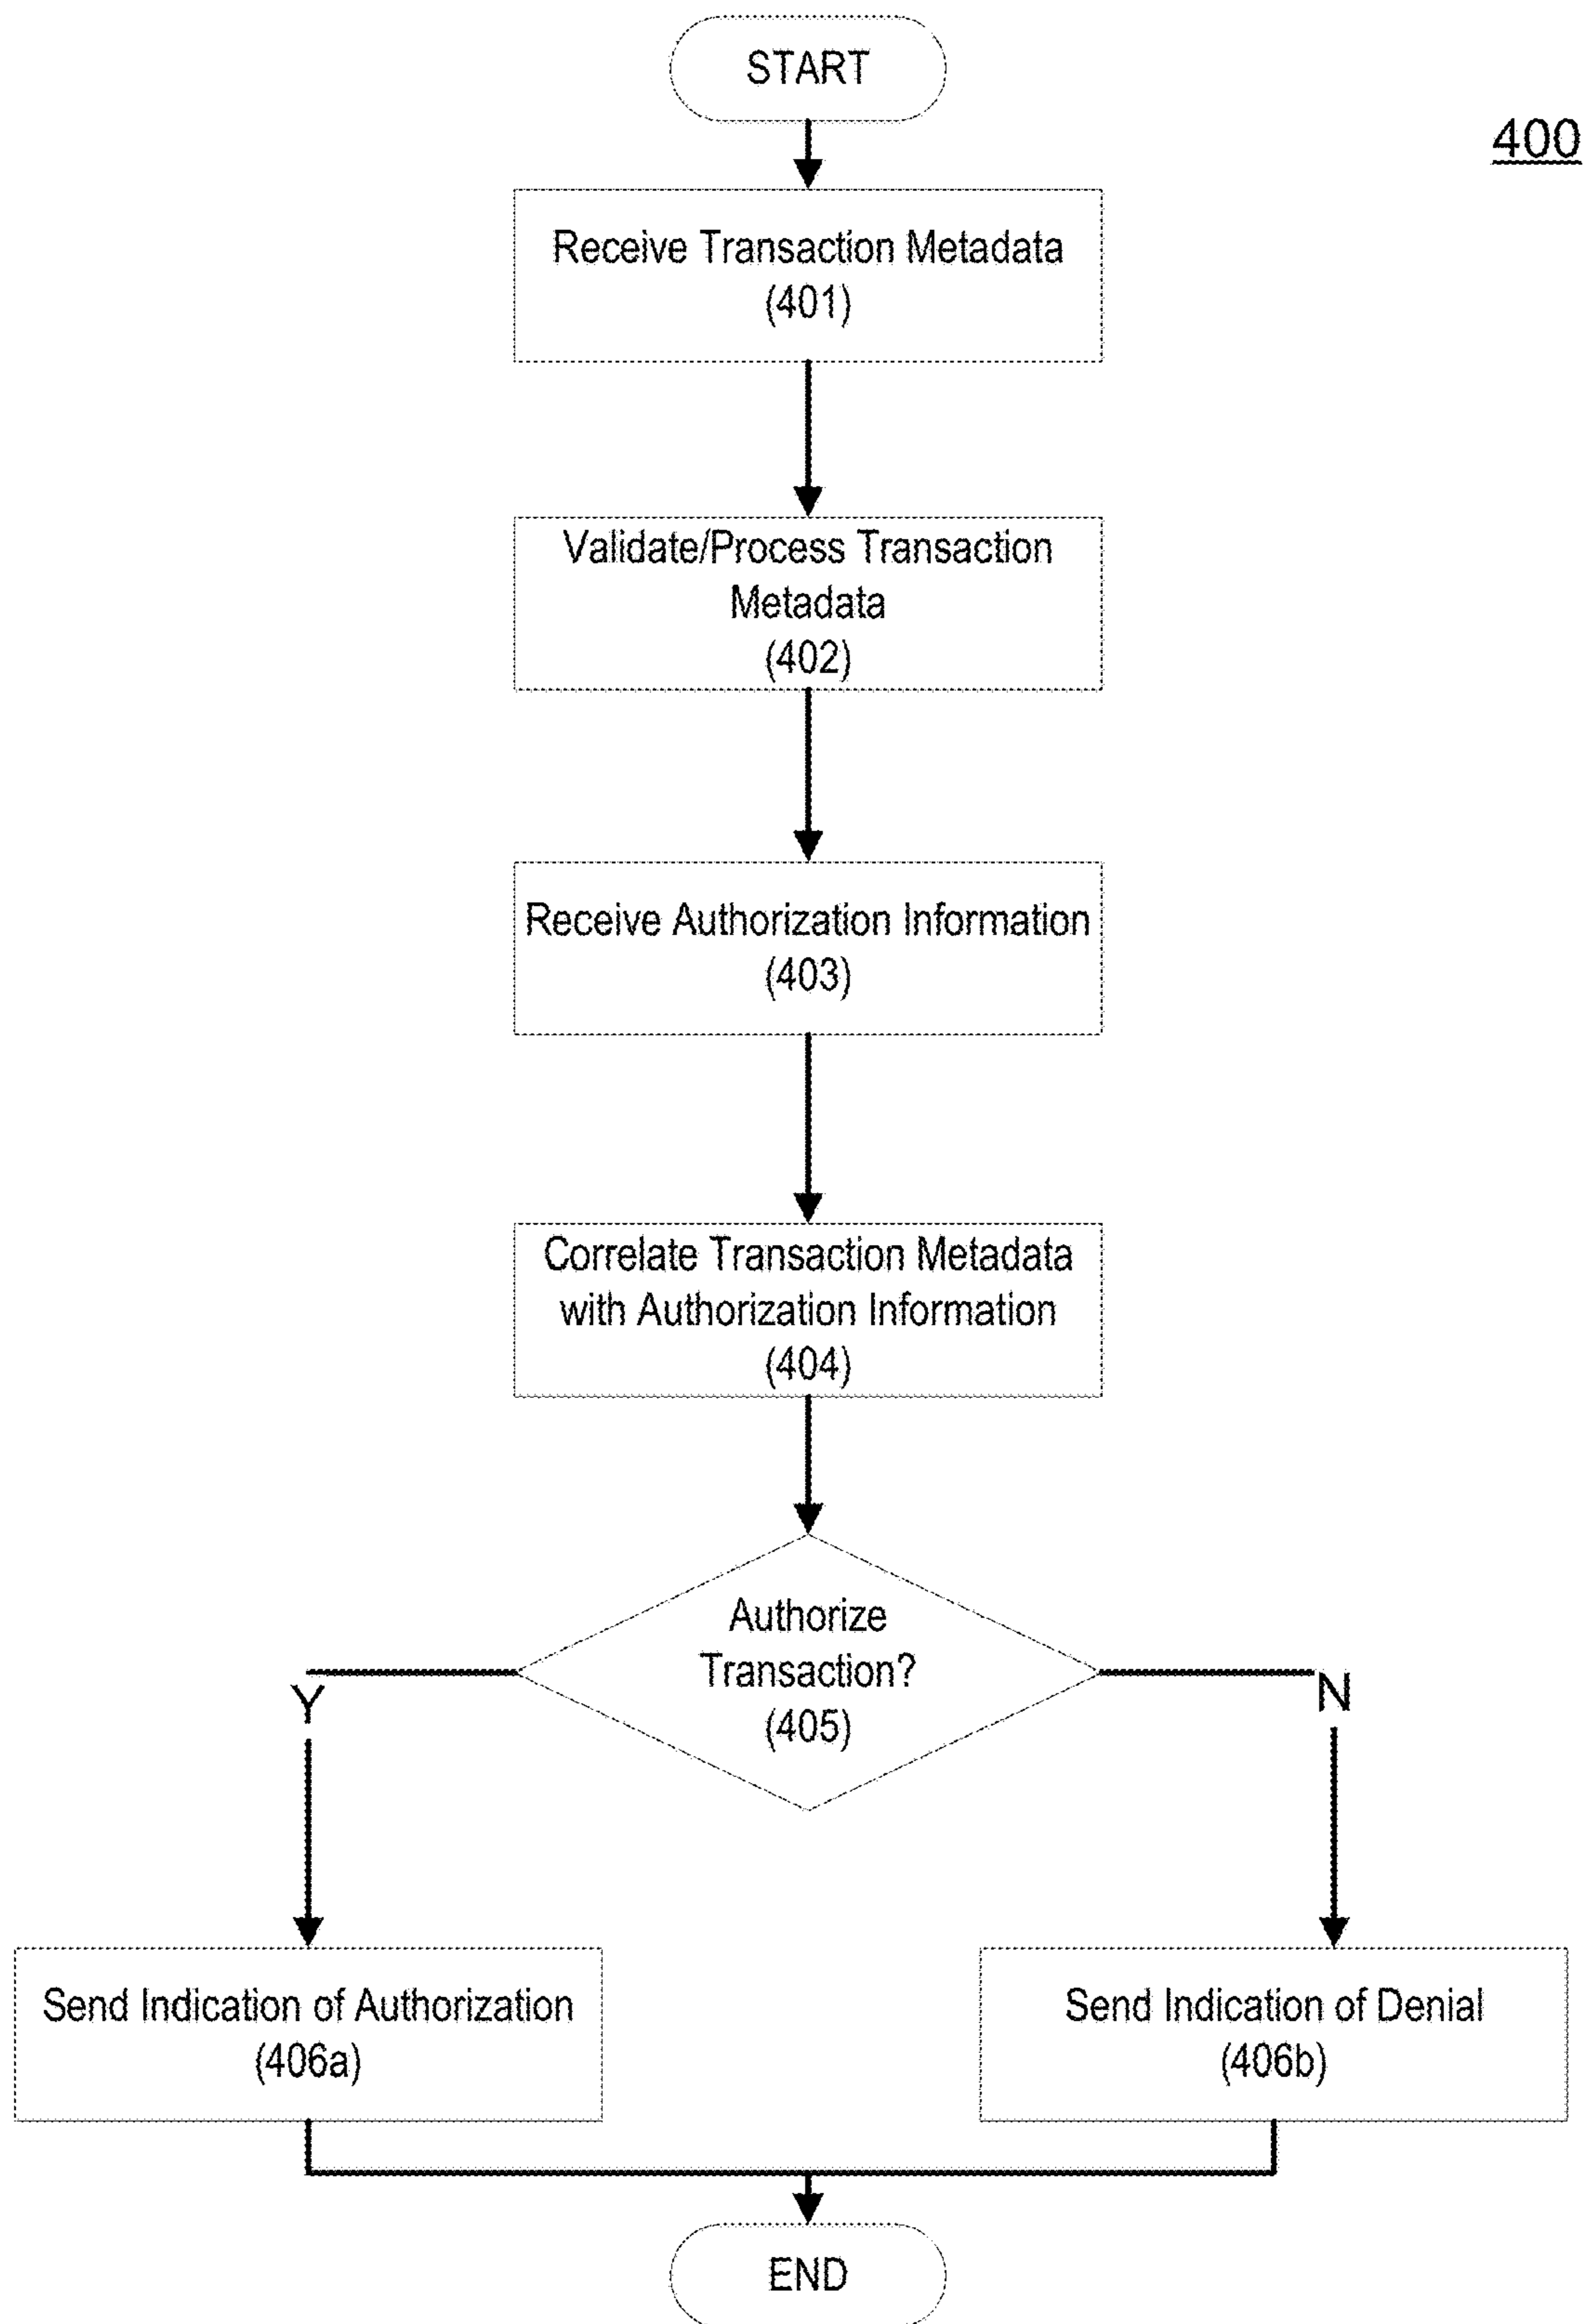 START
400
Receive Transaction Metadata
(401)
Validate/Process Transaction
Metadata
(402)
Receive Authorization Information
(403)
Correlate Transaction Metadata
with Authorization Information
(404)
Authorize
Transaction?
(405)
Y
N
Send Indication of Authorization
(406a)
Send Indication of Denial
(406b)
END